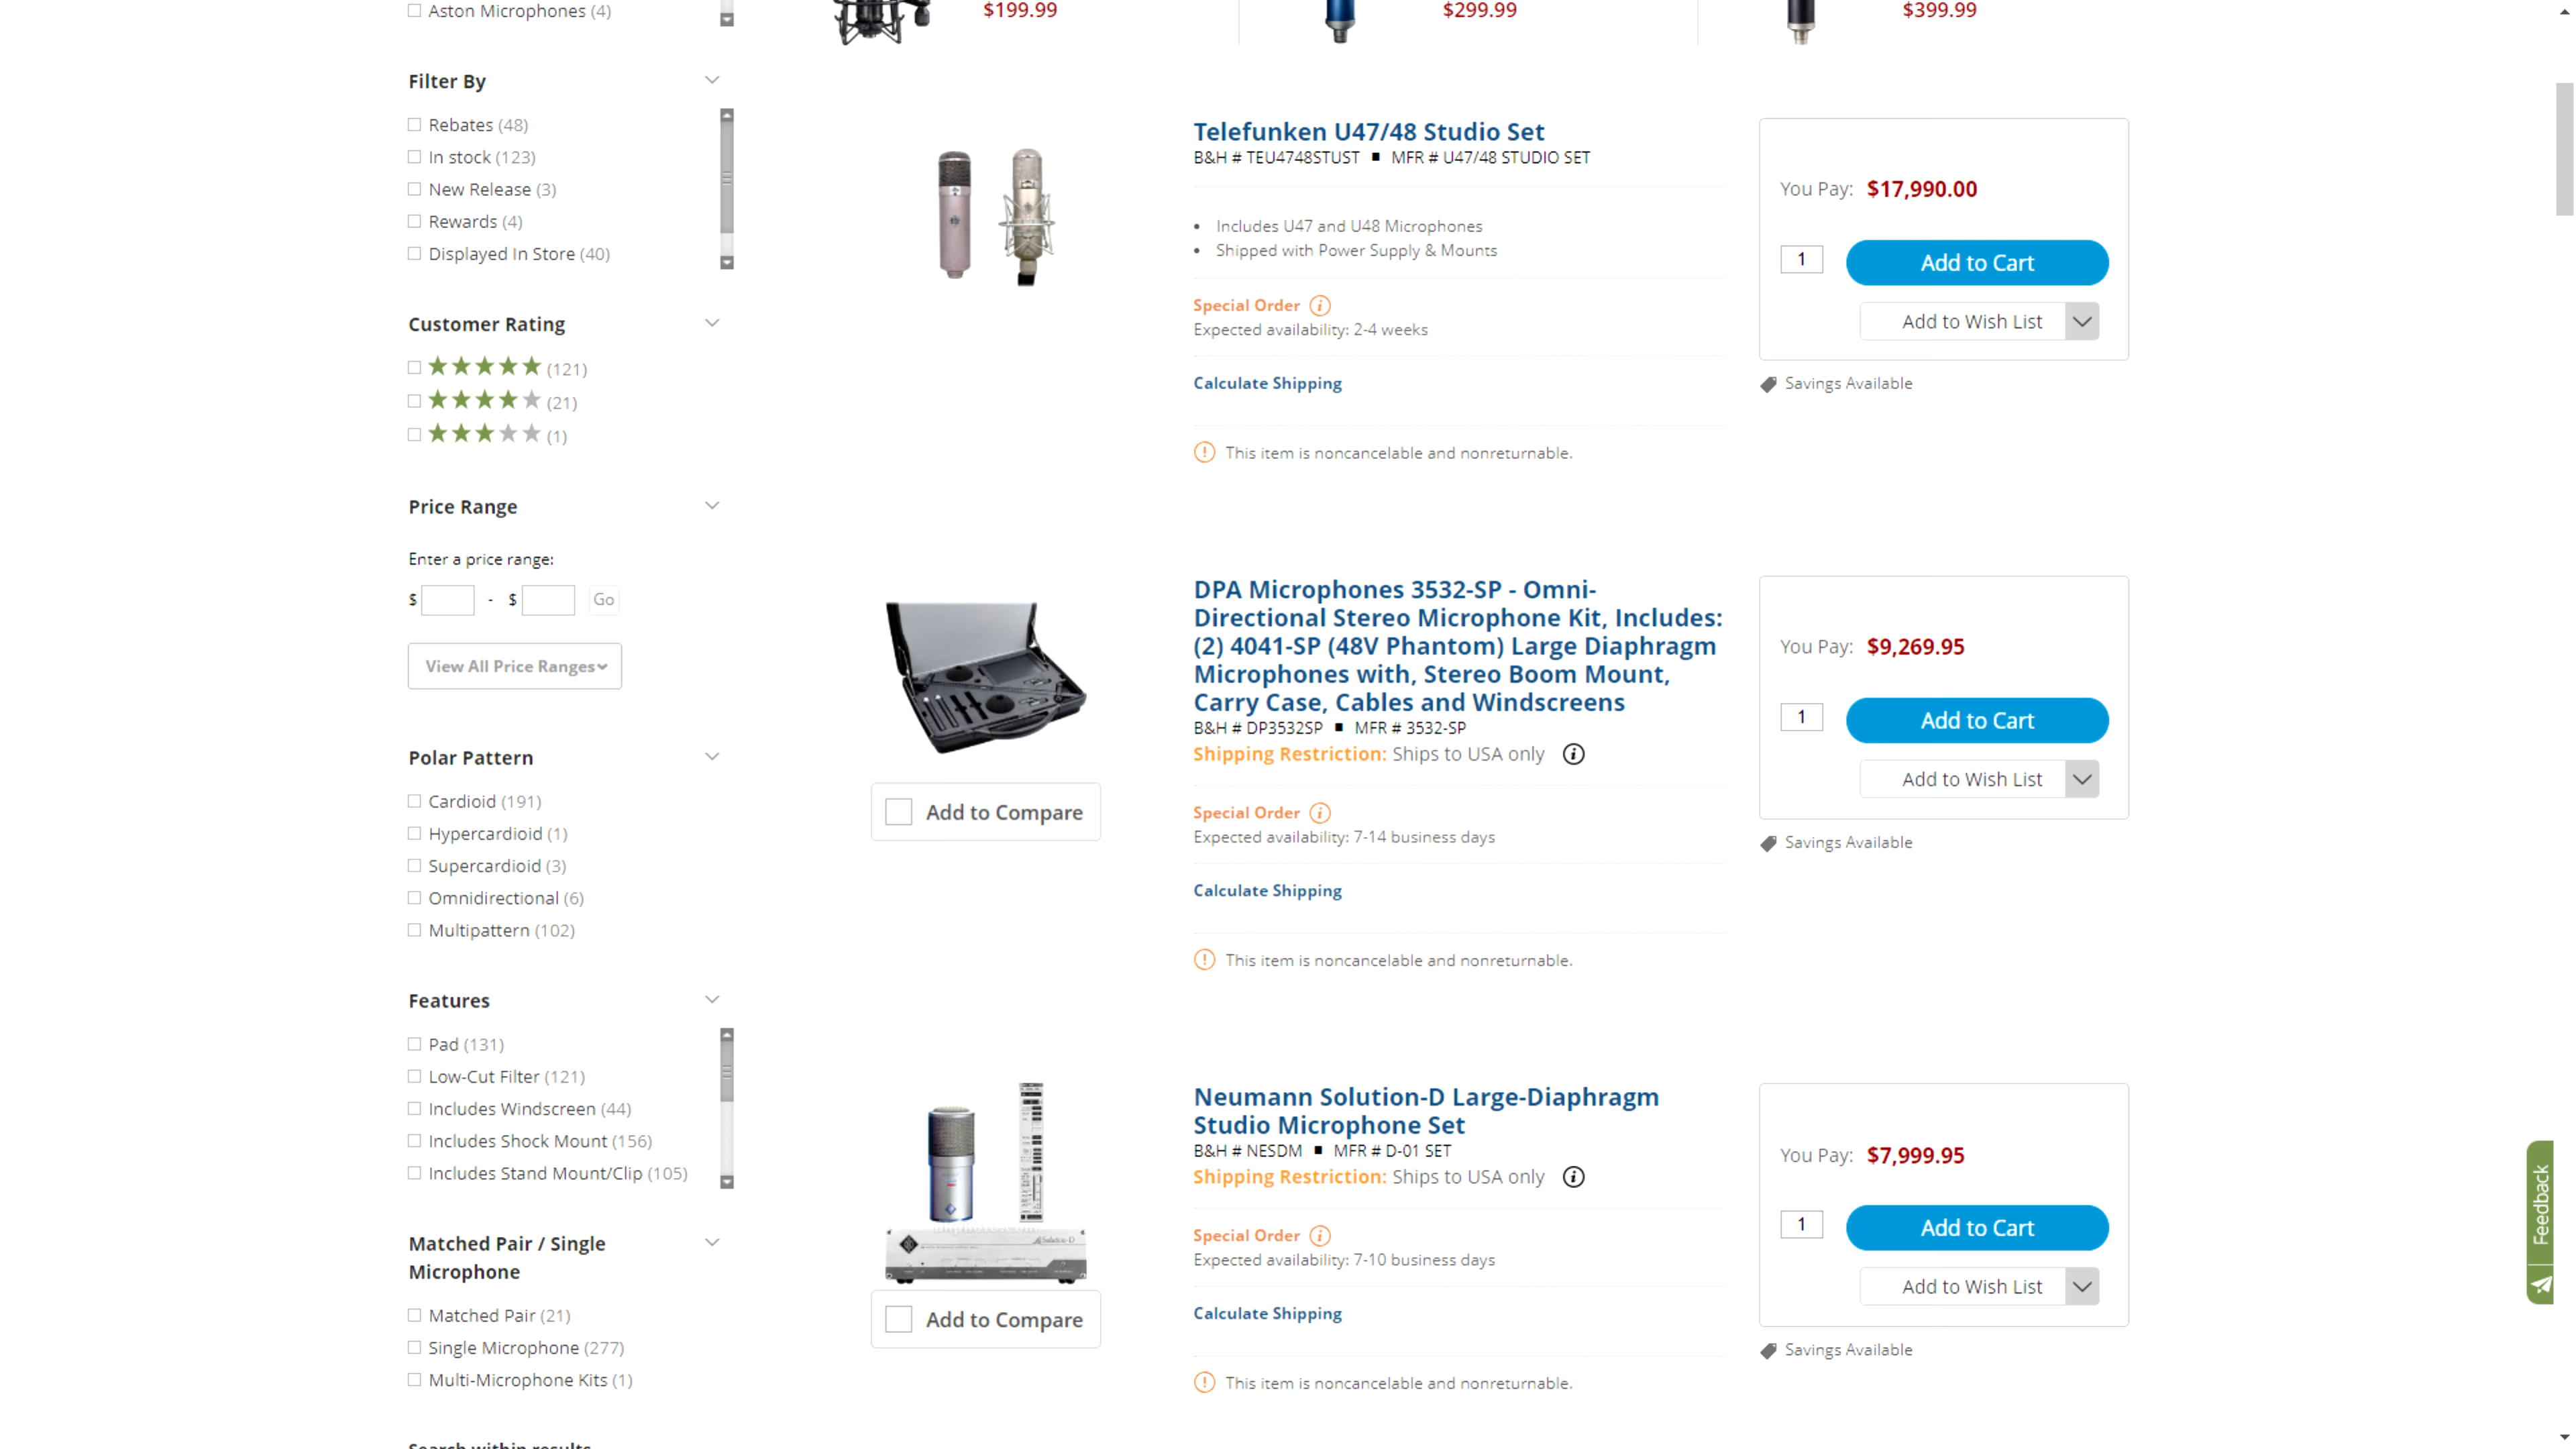 Aston Microphones (4)
$199.99
$299.99
$399.99
Filter By
Rebates (48)
In stock (123)
New Release (3)
Rewards (4)
Displayed In Store (40)
Customer Rating
(121)
(21)
(1)
Price Range
Enter a price range:
$ - $ Go
View All Price Ranges
Polar Pattern
Cardioid (191)
Hypercardioid (1)
Supercardioid (3)
Omnidirectional (6)
Multipattern (102)
Features
Pad (131)
Low-Cut Filter (121)
Includes Windscreen (44)
Includes Shock Mount (156)
Includes Stand Mount/Clip (105)
Matched Pair / Single
Microphone
Matched Pair (21)
Single Microphone (277)
Multi-Microphone Kits (1)
Search within results
Telefunken U47/48 Studio Set
B&H # TEU4748STUST ■ MFR # U47/48 STUDIO SET
• Includes U47 and U48 Microphones
• Shipped with Power Supply & Mounts
Special Order
Expected availability: 2-4 weeks
Calculate Shipping
This item is noncancelable and nonreturnable.
You Pay: $17,990.00
1 Add to Cart
Add to Wish List
Savings Available
DPA Microphones 3532-SP - Omni-
Directional Stereo Microphone Kit, Includes:
(2) 4041-SP (48V Phantom) Large Diaphragm
Microphones with, Stereo Boom Mount,
Carry Case, Cables and Windscreens
B&H # DP3532SP ■ MFR # 3532-SP
Shipping Restriction: Ships to USA only
Add to Compare
Special Order
Expected availability: 7-14 business days
Calculate Shipping
This item is noncancelable and nonreturnable.
You Pay: $9,269.95
1 Add to Cart
Add to Wish List
Savings Available
Neumann Solution-D Large-Diaphragm
Studio Microphone Set
B&H # NESDM ■ MFR # D-01 SET
Shipping Restriction: Ships to USA only
Solution-D
Add to Compare
Special Order
Expected availability: 7-10 business days
Calculate Shipping
This item is noncancelable and nonreturnable.
You Pay: $7,999.95
1 Add to Cart
Add to Wish List
Savings Available
Feedback